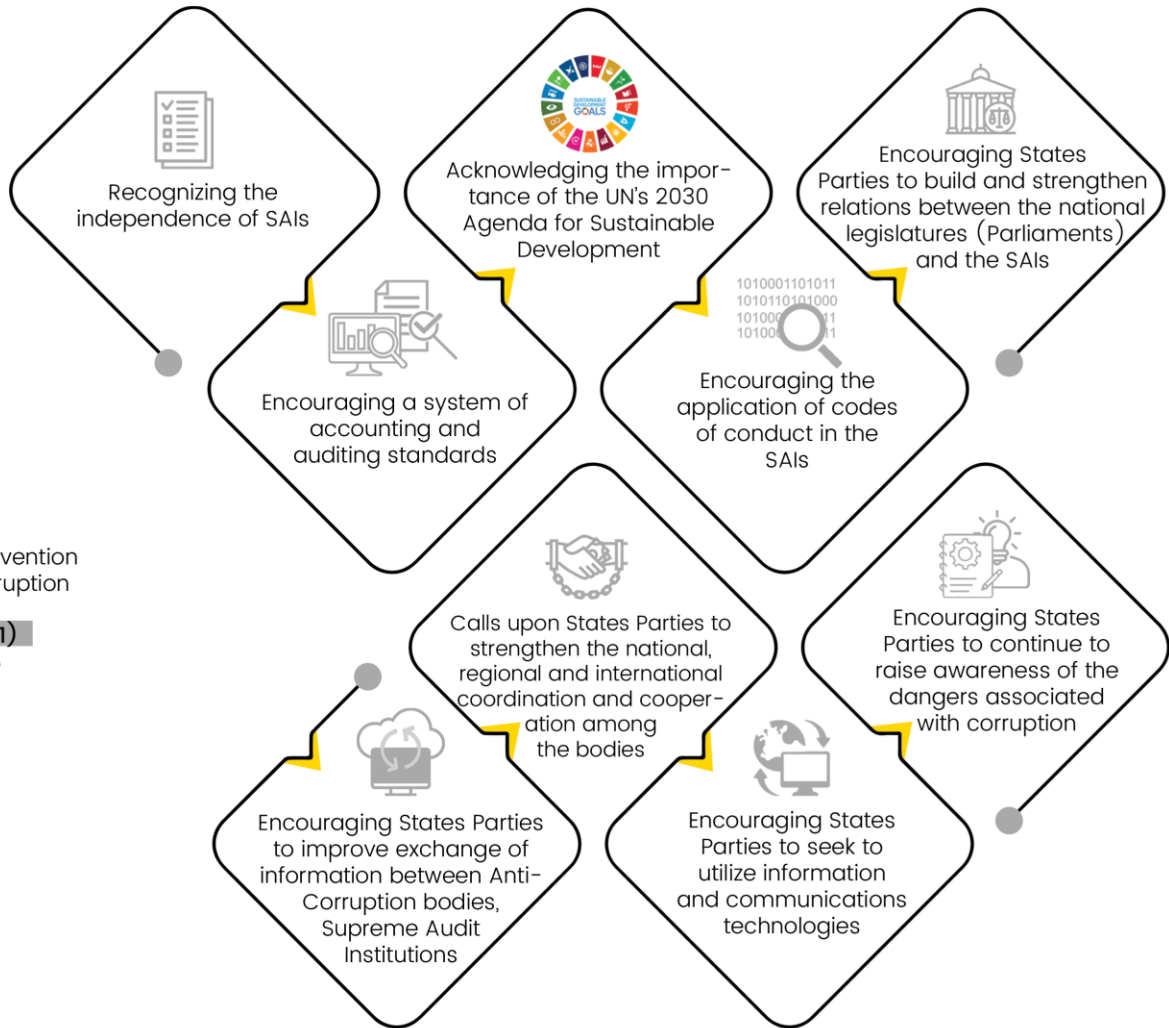 Recognizing the
independence of SAIs
Encouraging a system of
accounting and
auditing standards
SUSTAINABLE
DEVELOPMENT
GOALS
Acknowledging the impor-
tance of the UN's 2030
Agenda for Sustainable
Development
1010001101011
1010110101000
10100 11
10100 11
Encouraging the
application of codes
of conduct in the
SAIs
Encouraging States
Parties to build and strengthen
relations between the national
legislatures (Parliaments)
and the SAIs
vention
ruption
1)
Encouraging States Parties
to improve exchange of
information between Anti-
Corruption bodies,
Supreme Audit
Institutions
Calls upon States Parties to
strengthen the national,
regional and international
coordination and cooper-
ation among
the bodies
Encouraging States
Parties to seek to
utilize information
and communications
technologies
Encouraging States
Parties to continue to
raise awareness of the
dangers associated
with corruption